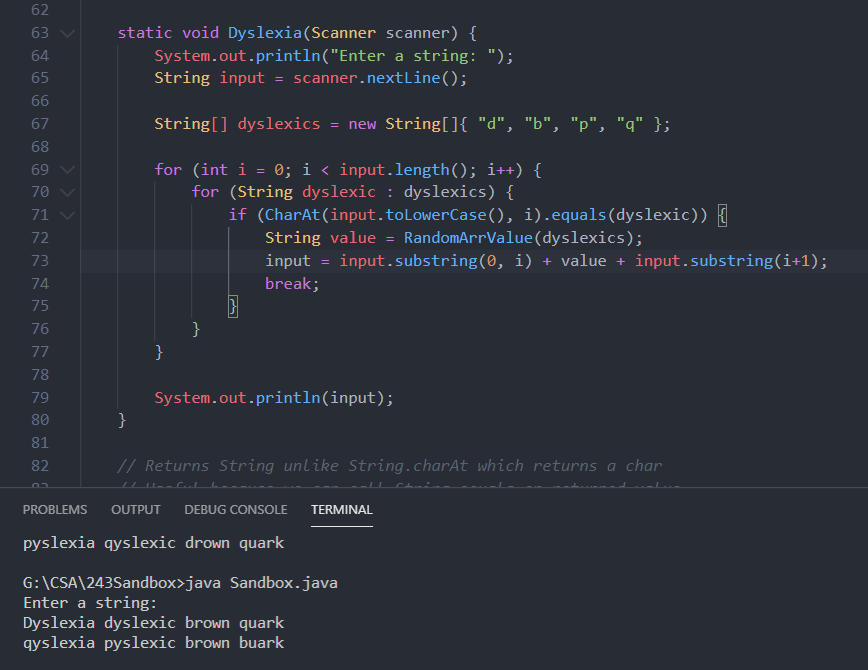 62
63 static void Dyslexia(Scanner scanner) {
64 System.out.println("Enter a string: ");
65 String input = scanner.nextLine();
66
67 String[] dyslexics = new String[]{ "d", "b", "p", "q" };
68
69 for (int i = 0; i < input.length(); i++) {
70 for (String dyslexic : dyslexics) {
71 if (CharAt(input.toLowerCase(), i).equals(dyslexic)) {
72 String value = RandomArrValue(dyslexics);
73 input = input.substring(0, i) + value + input.substring(i+1);
74 break;
75 }
76 }
77 }
78
79 System.out.println(input);
80 }
81
82 // Returns String unlike String.charAt which returns a char
PROBLEMS OUTPUT DEBUG CONSOLE TERMINAL
pyslexia qyslexic drown quark
G:\CSA\243Sandbox>java Sandbox.java
Enter a string:
Dyslexia dyslexic brown quark
qyslexia pyslexic brown buark